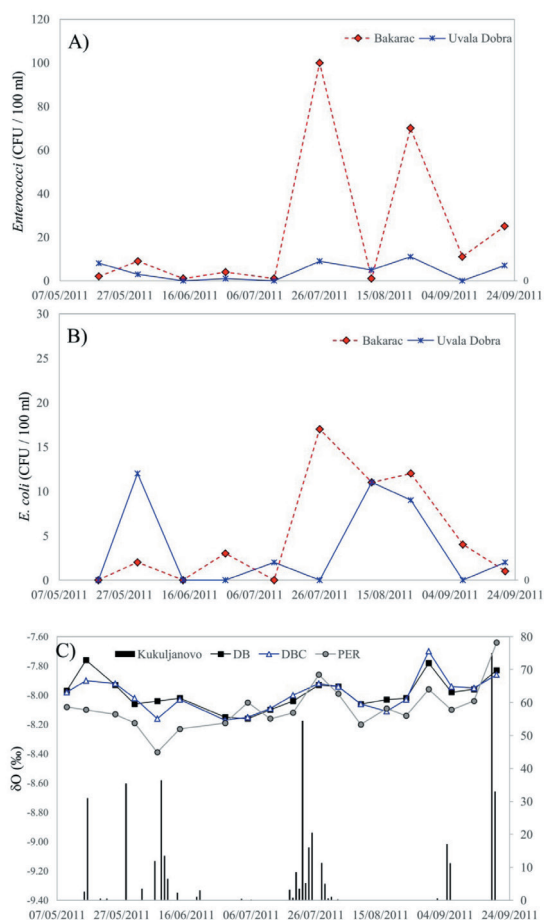 A)
Bakarac Uvala Dobra
Enterococci (CFU / 100 ml)
120
100
80
60
40
20
0 0
07/05/2011 27/05/2011 16/06/2011 06/07/2011 26/07/2011 15/08/2011 04/09/2011 24/09/2011
B)
Bakarac Uvala Dobra
E. coli (CFU / 100 ml)
30
25
20
15
10
5
0 0
07/05/2011 27/05/2011 16/06/2011 06/07/2011 26/07/2011 15/08/2011 04/09/2011 24/09/2011
C)
Kukuljanovo DB DBC PER
δO (‰)
-7.60 80
-7.80 70
-8.00 60
-8.20 50
-8.40
-8.60 40
-8.80 30
-9.00 20
-9.20 10
-9.40 0
07/05/2011 27/05/2011 16/06/2011 06/07/2011 26/07/2011 15/08/2011 04/09/2011 24/09/2011